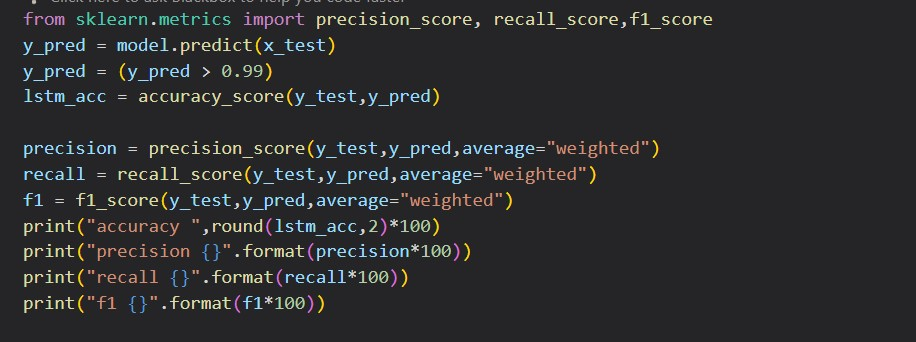 Click here to ask Blackbox to help you code faster
from sklearn.metrics import precision_score, recall_score,f1_score
y_pred = model.predict(x_test)
y_pred = (y_pred > 0.99)
lstm_acc = accuracy_score(y_test,y_pred)
precision = precision_score(y_test,y_pred,average="weighted")
recall = recall_score(y_test,y_pred,average="weighted")
f1 = f1_score(y_test,y_pred,average="weighted")
print("accuracy ",round(lstm_acc,2)*100)
print("precision {}".format(precision*100))
print("recall {}".format(recall*100))
print("f1 {}".format(f1*100))